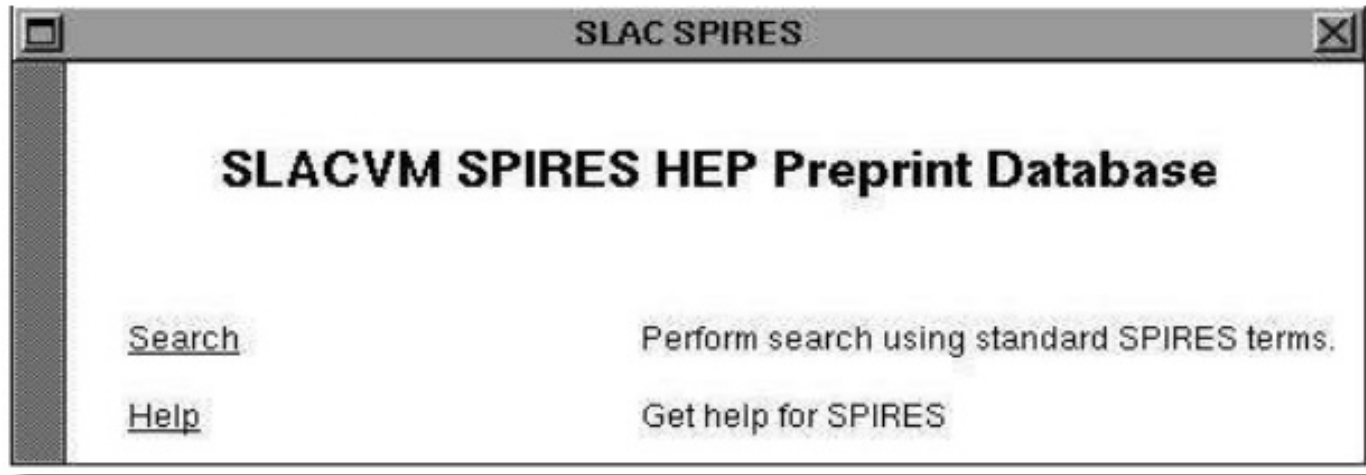 SLAC SPIRES
SLACVM SPIRES HEP Preprint Database
Search Perform search using standard SPIRES terms.
Help Get help for SPIRES